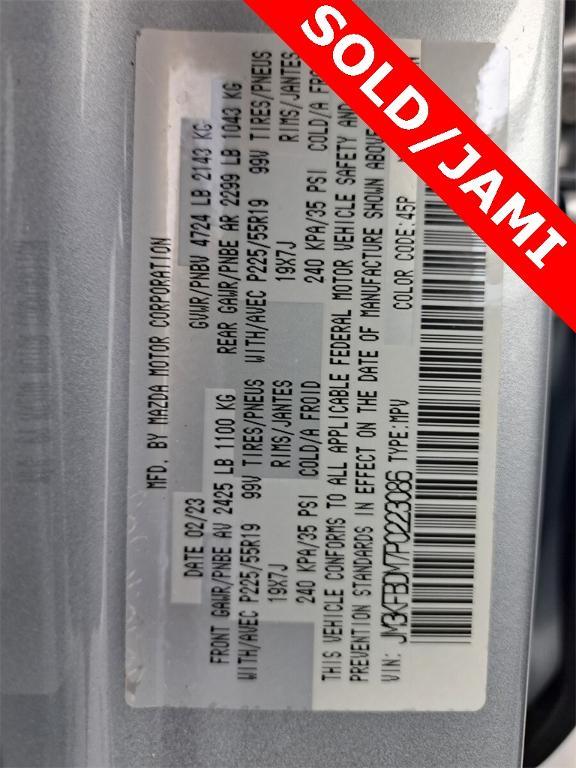 SOLD/JAMI
MFD. BY MAZDA MOTOR CORPORATION
DATE 02/23 GVWR/PNBV 4724 LB 2143 KG
FRONT GAWR/PNBE AV 2425 LB 1100 KG REAR GAWR/PNBE AR 2299 LB 1043 KG
WITH/AVEC P225/55R19 99V TIRES/PNEUS WITH/AVEC P225/55R19 99V TIRES/PNEUS
19X7J RIMS/JANTES 19X7J RIMS/JANTES
240 KPA/35 PSI COLD/A FROID 240 KPA/35 PSI COLD/A FRO
THIS VEHICLE CONFORMS TO ALL APPLICABLE FEDERAL MOTOR VEHICLE SAFETY AND
PREVENTION STANDARDS IN EFFECT ON THE DATE OF MANUFACTURE SHOWN ABOVE
VIN: JM3KFBDM7P0223086 TYPE:MPV COLOR CODE:45P